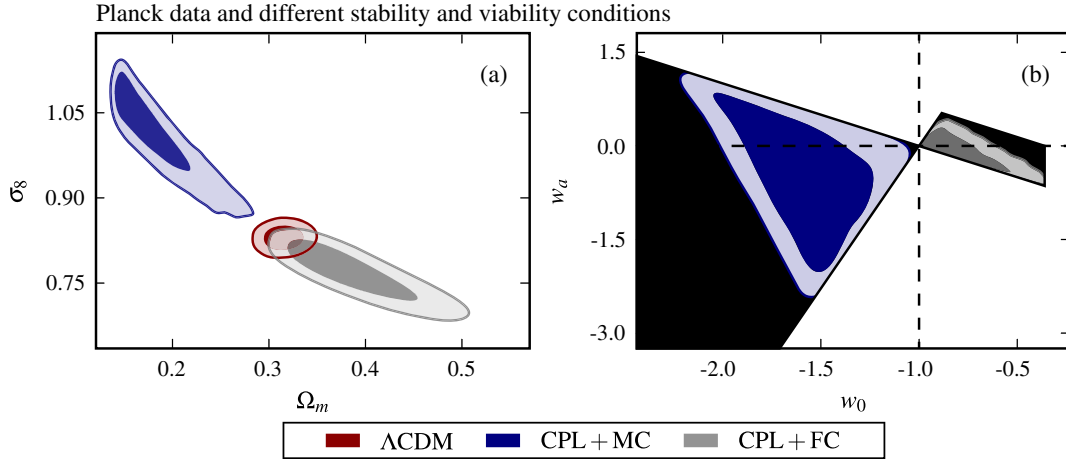 Planck data and different stability and viability conditions
(a)
σ8
1.05
0.90
0.75
0.2 0.3 0.4 0.5
Ωm
(b)
wa
1.5
0.0
-1.5
-3.0
-2.0 -1.5 -1.0 -0.5
w0
ΛCDM CPL + MC CPL + FC